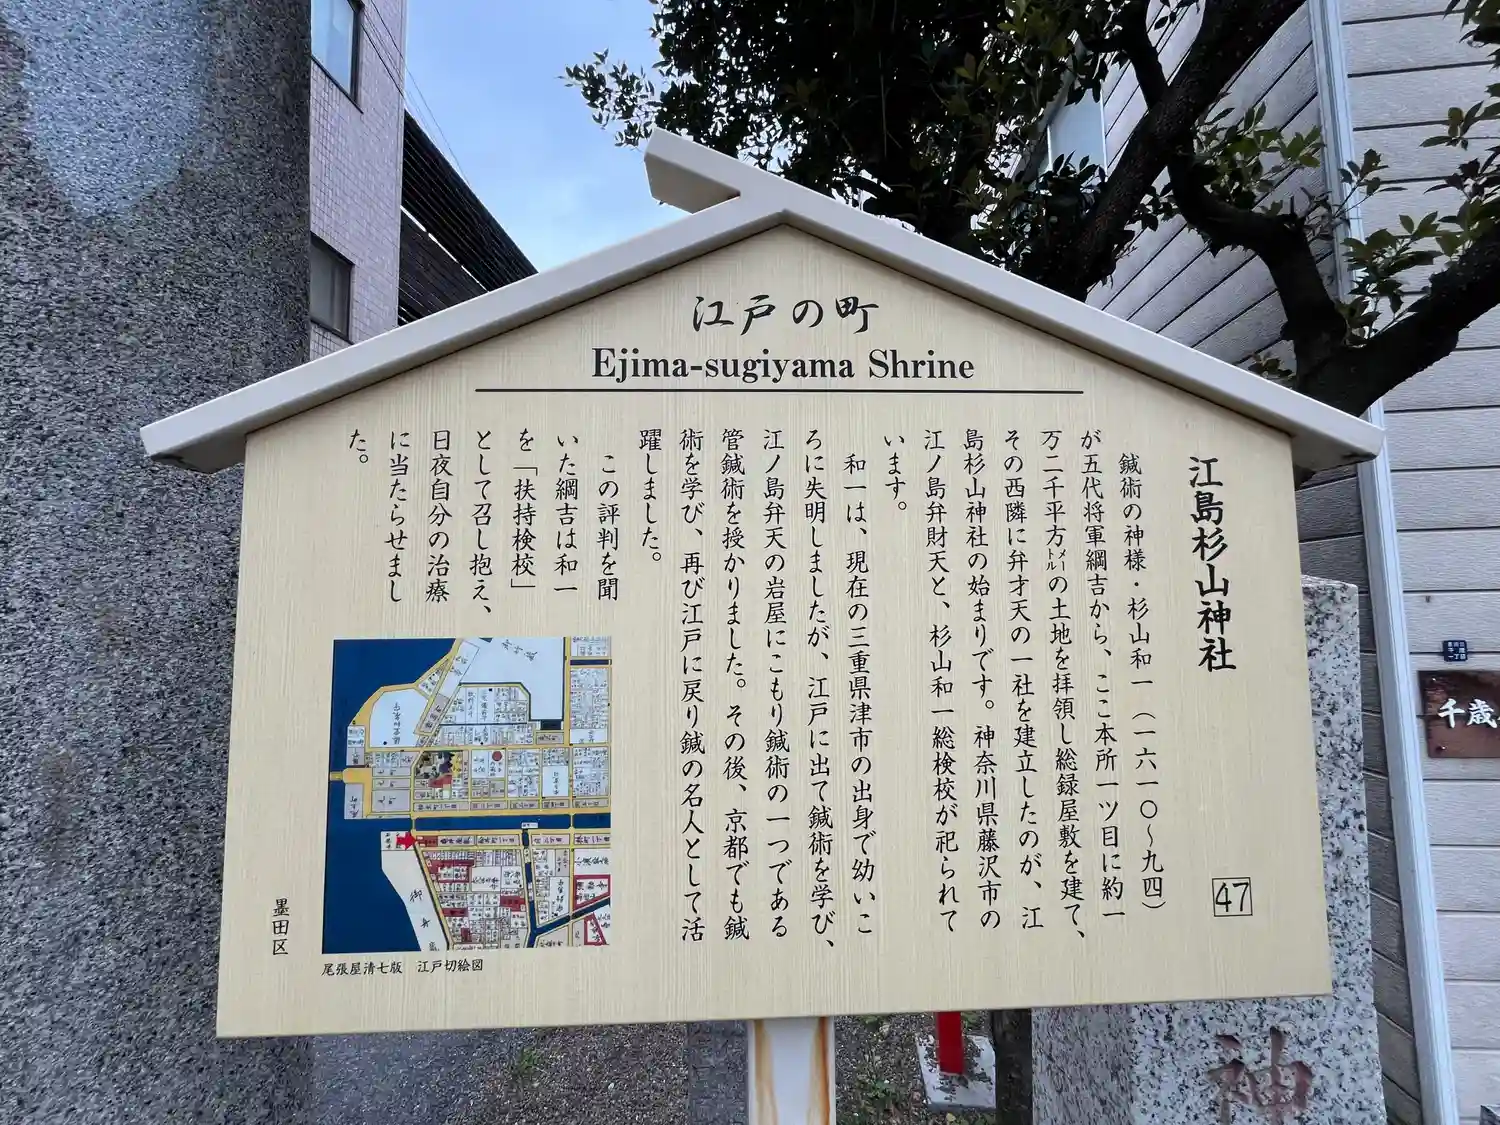 江戸の町
Ejima-sugiyama Shrine
江島杉山神社
47
鍼術の神様・杉山和一（一六一〇〜九四）
が五代将軍綱吉から、ここ本所一ツ目に約一
万二千平方メートルの土地を拝領し総録屋敷を建て、
その西隣に弁才天の一社を建立したのが、江
島杉山神社の始まりです。神奈川県藤沢市の
江ノ島弁財天と、杉山和一総検校が祀られて
います。
和一は、現在の三重県津市の出身で幼いこ
ろに失明しましたが、江戸に出て鍼術を学び、
江ノ島弁天の岩屋にこもり鍼術の一つである
管鍼術を授かりました。その後、京都でも鍼
術を学び、再び江戸に戻り鍼の名人として活
躍しました。
この評判を聞
いた綱吉は和一
を「扶持検校」
として召し抱え、
日夜自分の治療
に当たらせまし
た。
尾張屋清七版　江戸切絵図
墨田区
千歳
神